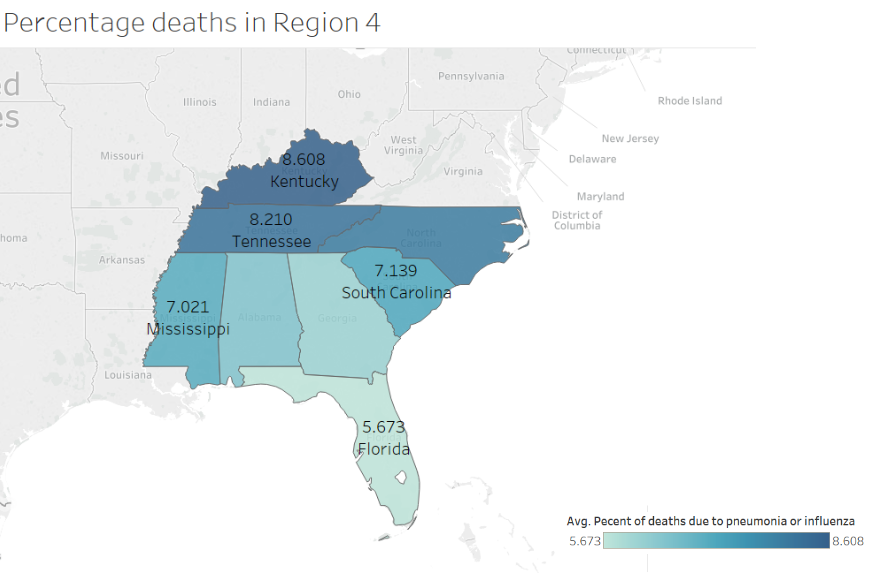 Percentage deaths in Region 4
Connecticut
ed
es
Pennsylvania
Illinois
Indiana
Ohio
Rhode Island
West
Virginia
New Jersey
Missouri
8.608
Kentucky
Delaware
Virginia
Maryland
8.210
Tennessee
District of
Columbia
North
Carolina
homa
Arkansas
7.139
South Carolina
7.021
Mississippi
Alabama
Georgia
Louisiana
5.673
Florida
Avg. Pecent of deaths due to pneumonia or influenza
5.673
8.608